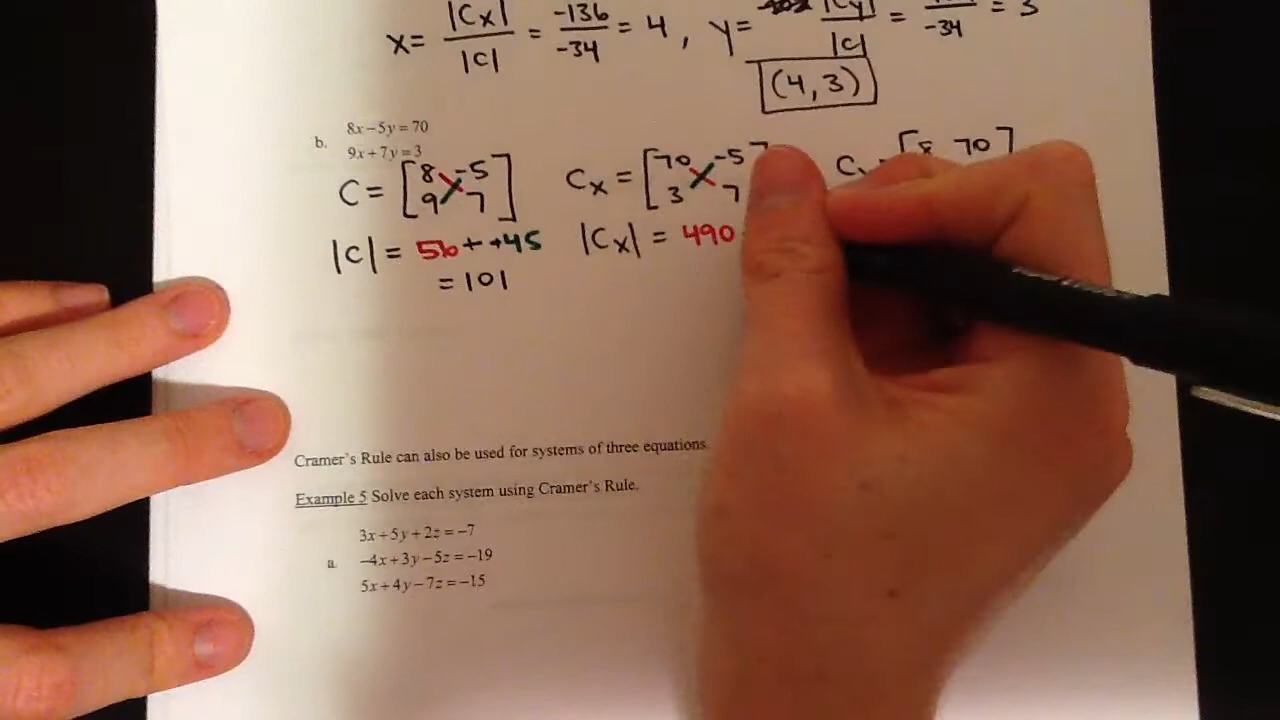 x= |Cx| / |C| = -136 / -34 = 4 , y= |Cy| / |C| = / -34 = 3
(4,3)
b. 8x−5y=70
9x+7y=3
C= [8 -5
9 7]
Cx = [70 -5
3 7
[8 70]
|C| = 56 + +45
= 101
|Cx| = 490
Cramer's Rule can also be used for systems of three equations.
Example 5 Solve each system using Cramer's Rule.
3x+5y+2z=−7
a. −4x+3y−5z=−19
5x+4y−7z=−15